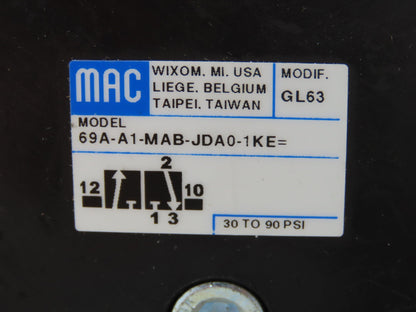 MAC
WIXOM, MI. USA
LIEGE, BELGIUM
TAIPEI, TAIWAN
MODIF.
GL63
MODEL
69A-A1-MAB-JDA0-1KE=
2
12 10
1 3
30 TO 90 PSI